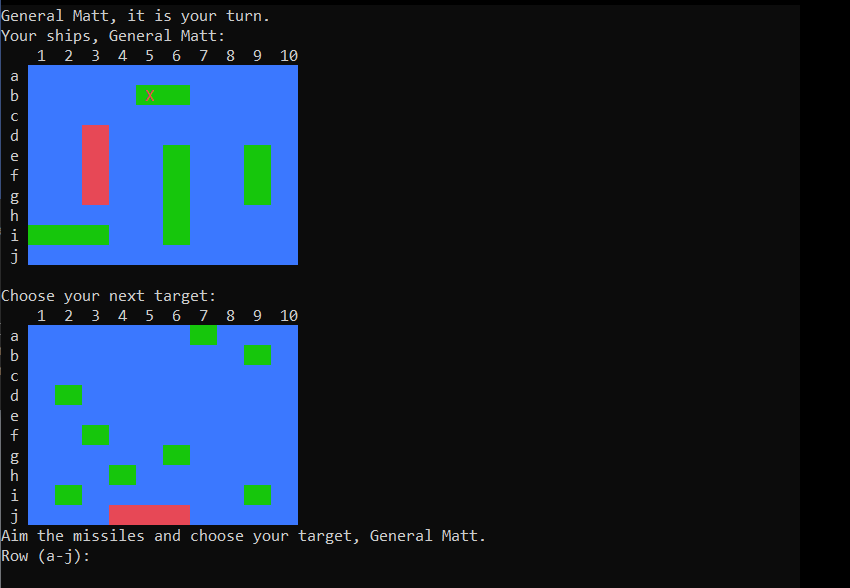 General Matt, it is your turn.
Your ships, General Matt:
1 2 3 4 5 6 7 8 9 10
a
b X
c
d
e
f
g
h
i
j
Choose your next target:
1 2 3 4 5 6 7 8 9 10
a
b
c
d
e
f
g
h
i
j
Aim the missiles and choose your target, General Matt.
Row (a-j):